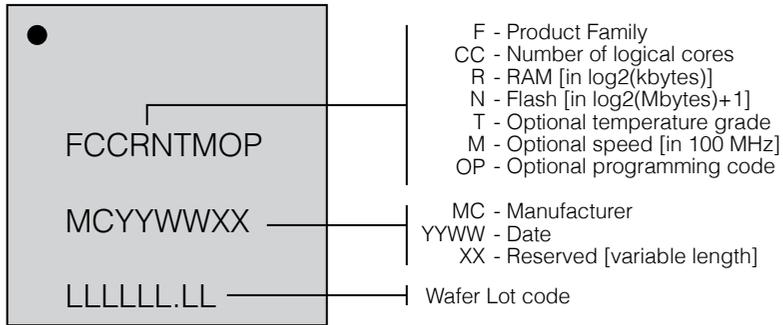 F - Product Family
CC - Number of logical cores
R - RAM [in log2(kbytes)]
N - Flash [in log2(Mbytes)+1]
T - Optional temperature grade
M - Optional speed [in 100 MHz]
OP - Optional programming code
FCCRNTMOP
MC - Manufacturer
YYWW - Date
XX - Reserved [variable length]
MCYYWWXX
LLLLLL.LL
Wafer Lot code